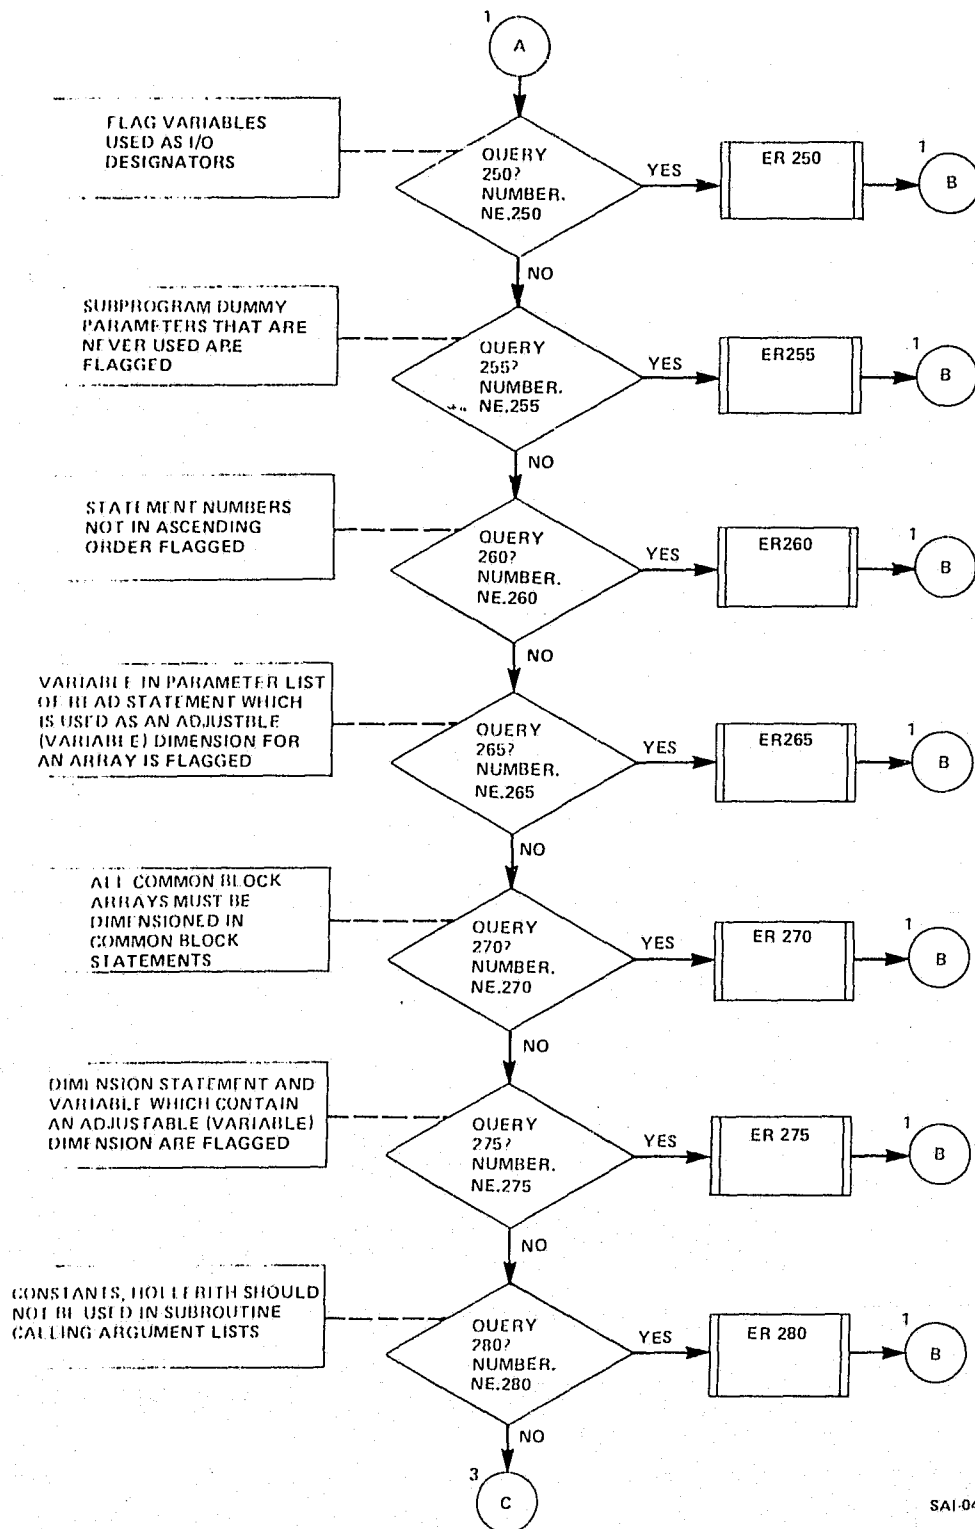 1
A
FLAG VARIABLES
USED AS I/O
DESIGNATORS
QUERY
250?
NUMBER.
NE.250
YES
ER 250
1
B
NO
SUBPROGRAM DUMMY
PARAMETERS THAT ARE
NEVER USED ARE
FLAGGED
QUERY
255?
NUMBER.
NE.255
YES
ER255
1
B
NO
STATEMENT NUMBERS
NOT IN ASCENDING
ORDER FLAGGED
QUERY
260?
NUMBER.
NE.260
YES
ER260
1
B
NO
VARIABLE IN PARAMETER LIST
OF READ STATEMENT WHICH
IS USED AS AN ADJUSTBLE
(VARIABLE) DIMENSION FOR
AN ARRAY IS FLAGGED
QUERY
265?
NUMBER.
NE.265
YES
ER265
1
B
NO
ALL COMMON BLOCK
ARRAYS MUST BE
DIMENSIONED IN
COMMON BLOCK
STATEMENTS
QUERY
270?
NUMBER.
NE.270
YES
ER 270
1
B
NO
DIMENSION STATEMENT AND
VARIABLE WHICH CONTAIN
AN ADJUSTABLE (VARIABLE)
DIMENSION ARE FLAGGED
QUERY
275?
NUMBER.
NE.275
YES
ER 275
1
B
NO
CONSTANTS, HOLLERITH SHOULD
NOT BE USED IN SUBROUTINE
CALLING ARGUMENT LISTS
QUERY
280?
NUMBER.
NE.280
YES
ER 280
1
B
NO
3
C
SAI-04